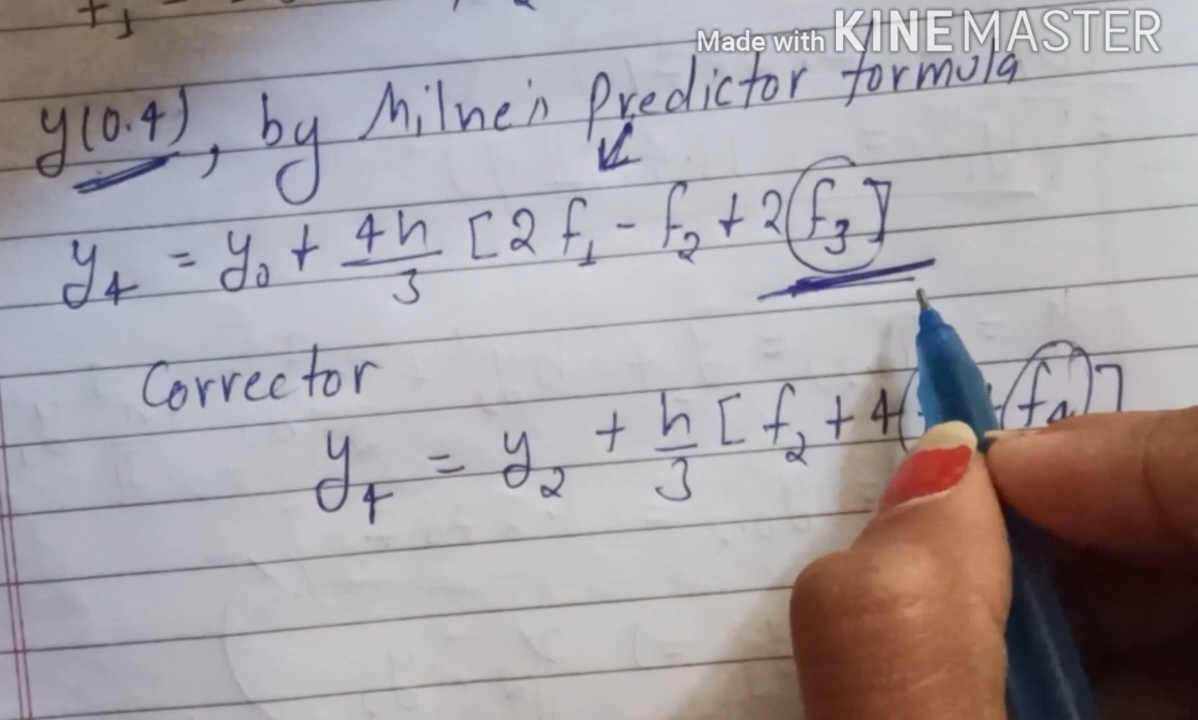 Made with KINEMASTER
y(0.4), by Milne's Predictor formula
y₄ = y₀ + 4h/3 [2f₁ - f₂ + 2f₃]
Corrector
y₄ = y₂ + h/3 [f₂ + 4( f₄)]